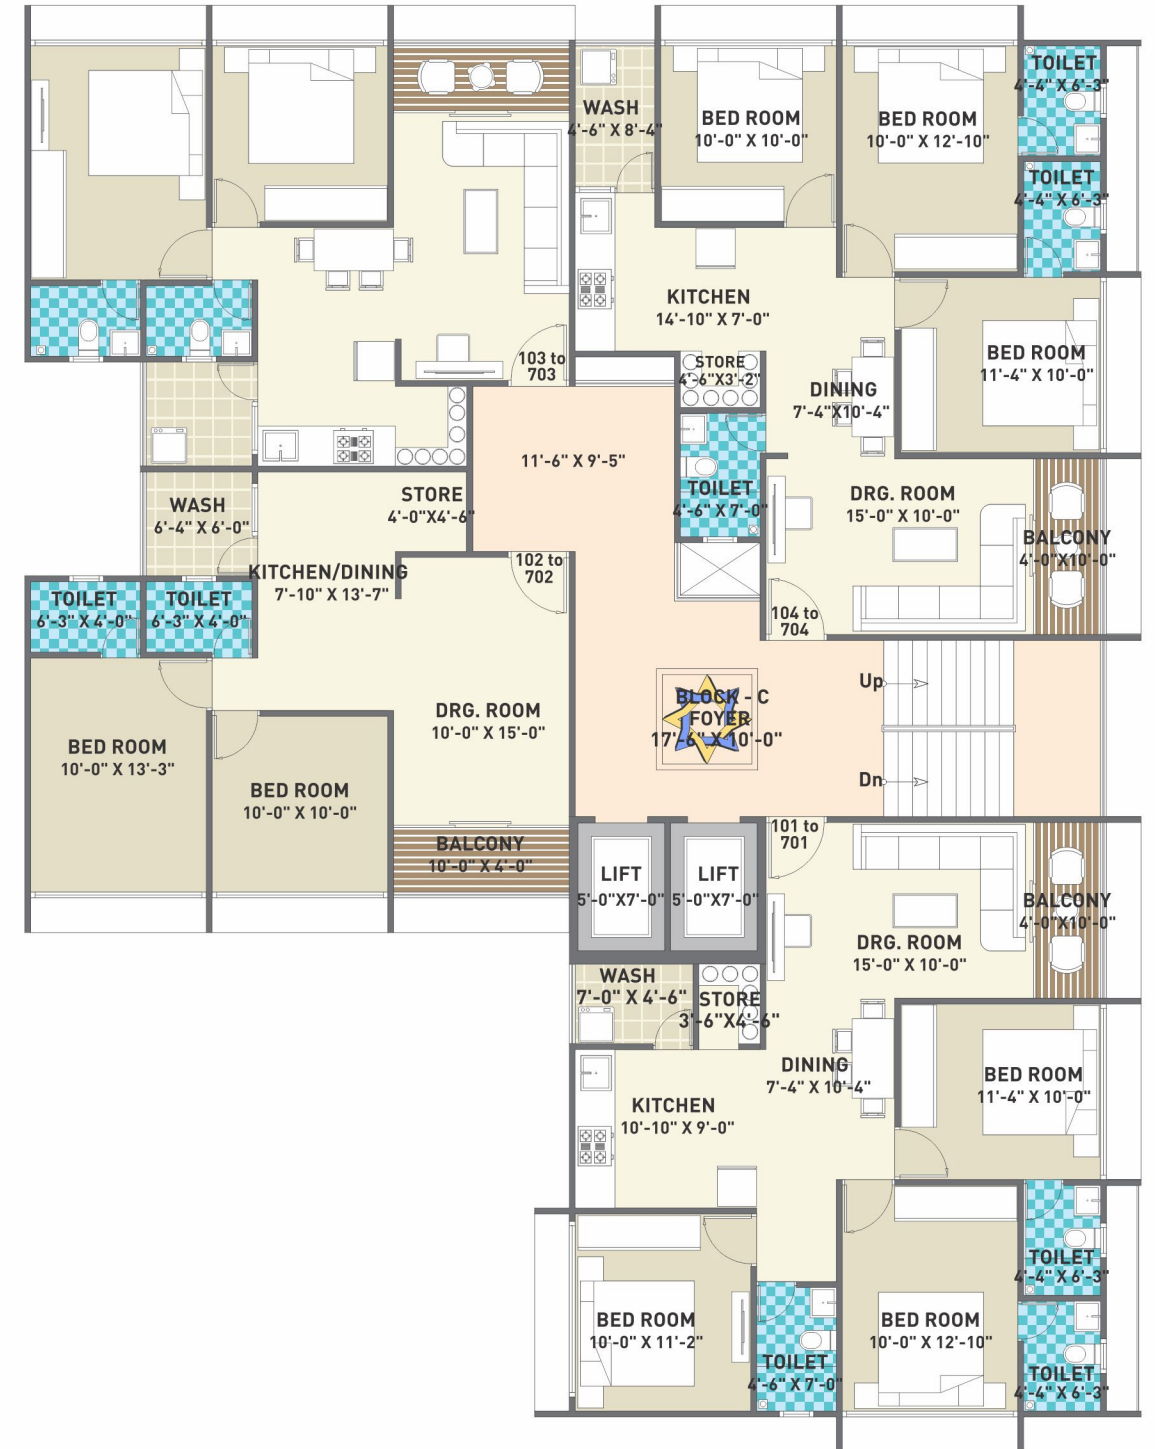 TOILET
4'-4" X 6'-3"
WASH
4'-6" X 8'-4"
BED ROOM
10'-0" X 10'-0"
BED ROOM
10'-0" X 12'-10"
TOILET
4'-4" X 6'-3"
KITCHEN
14'-10" X 7'-0"
103 to
703
STORE
4'-6"X3'-2"
DINING
7'-4"X10'-4"
BED ROOM
11'-4" X 10'-0"
11'-6" X 9'-5"
WASH
6'-4" X 6'-0"
STORE
4'-0"X4'-6"
TOILET
4'-6" X 7'-0"
DRG. ROOM
15'-0" X 10'-0"
BALCONY
4'-0"X10'-0"
102 to
702
KITCHEN/DINING
7'-10" X 13'-7"
TOILET
6'-3" X 4'-0"
TOILET
6'-3" X 4'-0"
104 to
704
Up
BLOCK - C
FOYER
17'-6" X 10'-0"
DRG. ROOM
10'-0" X 15'-0"
BED ROOM
10'-0" X 13'-3"
BED ROOM
10'-0" X 10'-0"
Dn
BALCONY
10'-0" X 4'-0"
101 to
701
LIFT
5'-0"X7'-0"
LIFT
5'-0"X7'-0"
BALCONY
4'-0"X10'-0"
DRG. ROOM
15'-0" X 10'-0"
WASH
7'-0" X 4'-6"
STORE
3'-6"X4'-6"
DINING
7'-4" X 10'-4"
BED ROOM
11'-4" X 10'-0"
KITCHEN
10'-10" X 9'-0"
TOILET
4'-4" X 6'-3"
BED ROOM
10'-0" X 11'-2"
BED ROOM
10'-0" X 12'-10"
TOILET
4'-6" X 7'-0"
TOILET
4'-4" X 6'-3"